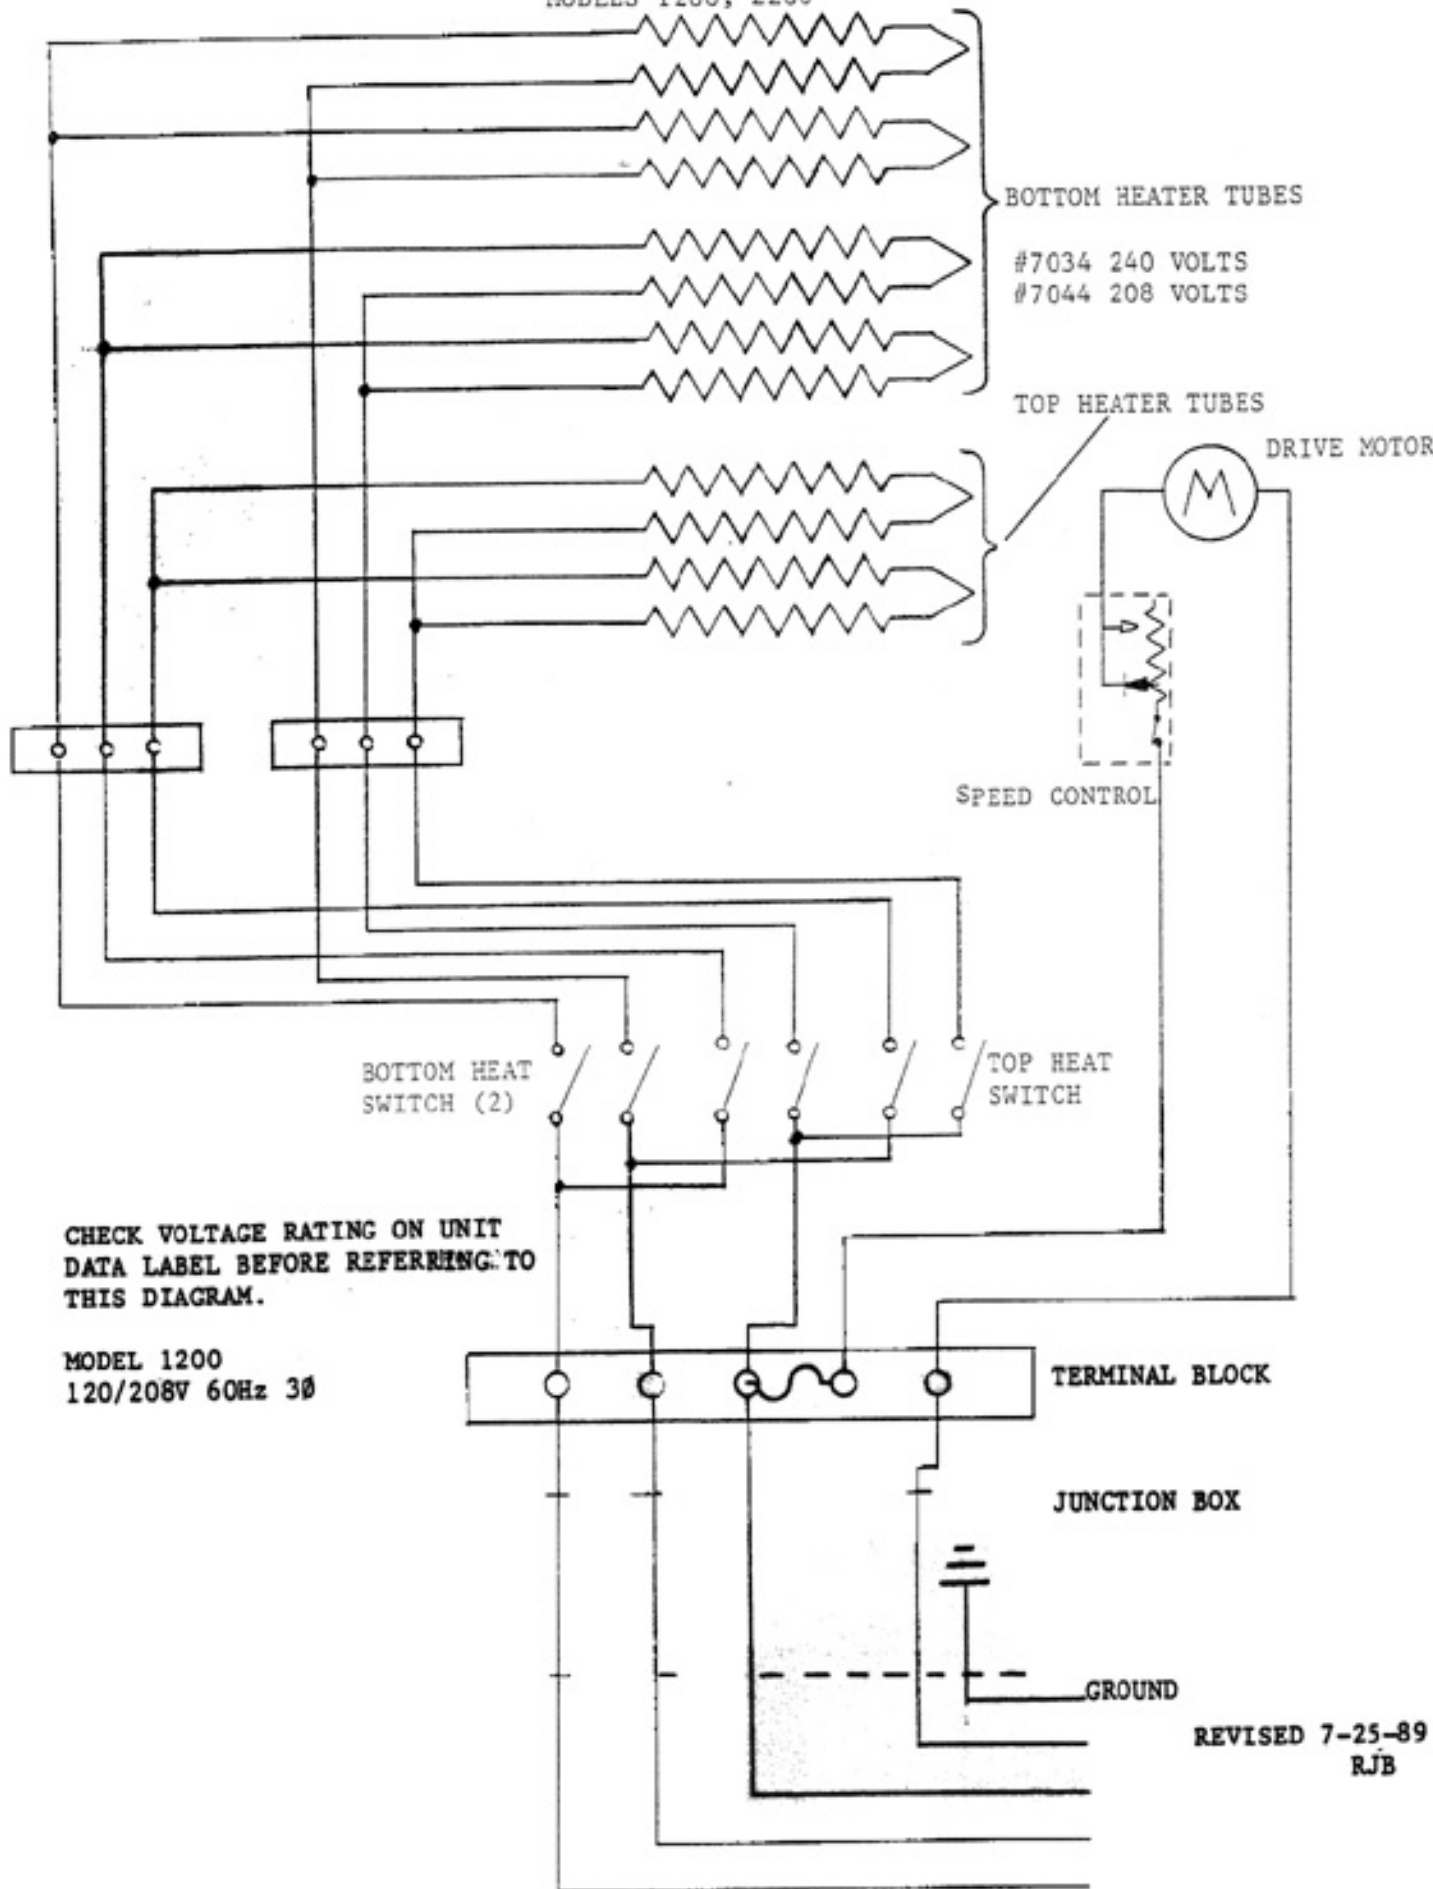 BOTTOM HEATER TUBES
#7034 240 VOLTS
#7044 208 VOLTS
TOP HEATER TUBES
DRIVE MOTOR
M
SPEED CONTROL
BOTTOM HEAT
SWITCH (2)
TOP HEAT
SWITCH
CHECK VOLTAGE RATING ON UNIT
DATA LABEL BEFORE REFERRING TO
THIS DIAGRAM.
MODEL 1200
120/208V 60Hz 3Ø
TERMINAL BLOCK
JUNCTION BOX
GROUND
REVISED 7-25-89
RJB